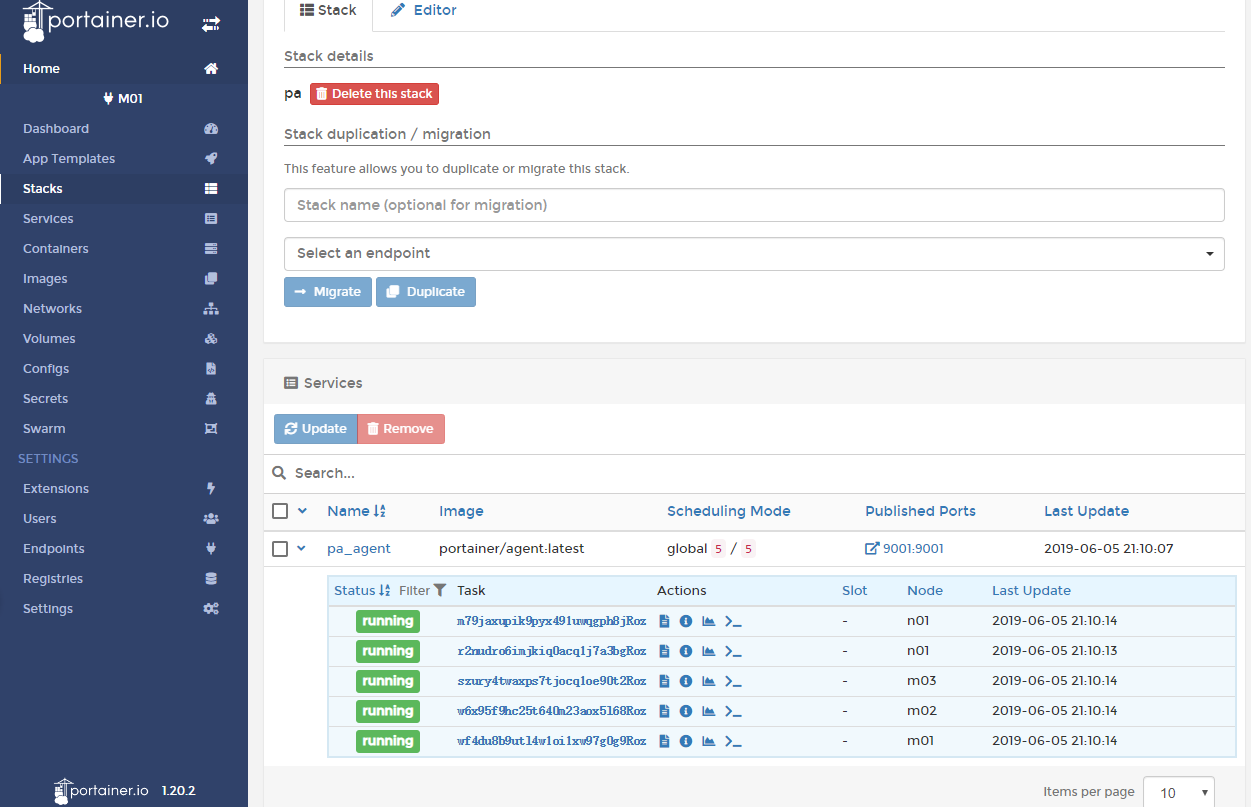 portainer.io
Home
M01
Dashboard
App Templates
Stacks
Services
Containers
Images
Networks
Volumes
Configs
Secrets
Swarm
SETTINGS
Extensions
Users
Endpoints
Registries
Settings
portainer.io 1.20.2
Stack Editor
Stack details
pa Delete this stack
Stack duplication / migration
This feature allows you to duplicate or migrate this stack.
Stack name (optional for migration)
Select an endpoint
Migrate Duplicate
Services
Update Remove
Search...
Name Image Scheduling Mode Published Ports Last Update
pa_agent portainer/agent:latest global 5 / 5 9001:9001 2019-06-05 21:10:07
Status Filter Task Actions Slot Node Last Update
running m79jaxupik9pyx491uwqgph8jRoz - n01 2019-06-05 21:10:14
running r2mudro6imjkiq0acq1j7a3bgRoz - n01 2019-06-05 21:10:13
running szury4twaxps7tjocq1oe90t2Roz - m03 2019-06-05 21:10:14
running w6x95f9hc25t640m23aox5168Roz - m02 2019-06-05 21:10:14
running wf4du8b9utl4w1oi1xw97g0g9Roz - m01 2019-06-05 21:10:14
Items per page 10